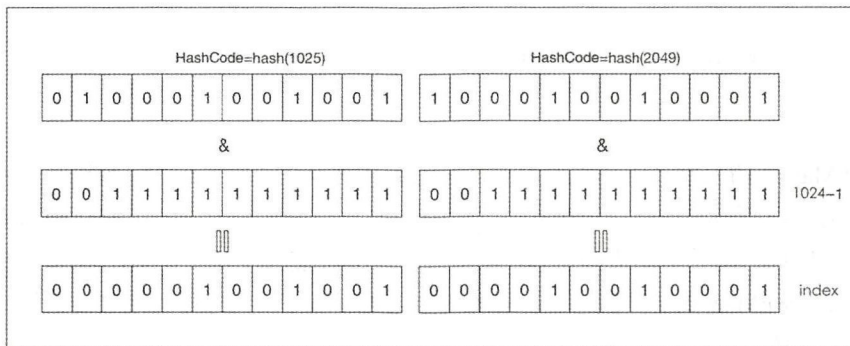 HashCode=hash(1025) HashCode=hash(2049)
0 1 0 0 0 1 0 0 1 0 0 1 1 0 0 0 1 0 0 1 0 0 0 1
& &
0 0 1 1 1 1 1 1 1 1 1 1 0 0 1 1 1 1 1 1 1 1 1 1 1024-1
0 0 0 0 0 1 0 0 1 0 0 1 0 0 0 0 1 0 0 1 0 0 0 1 index